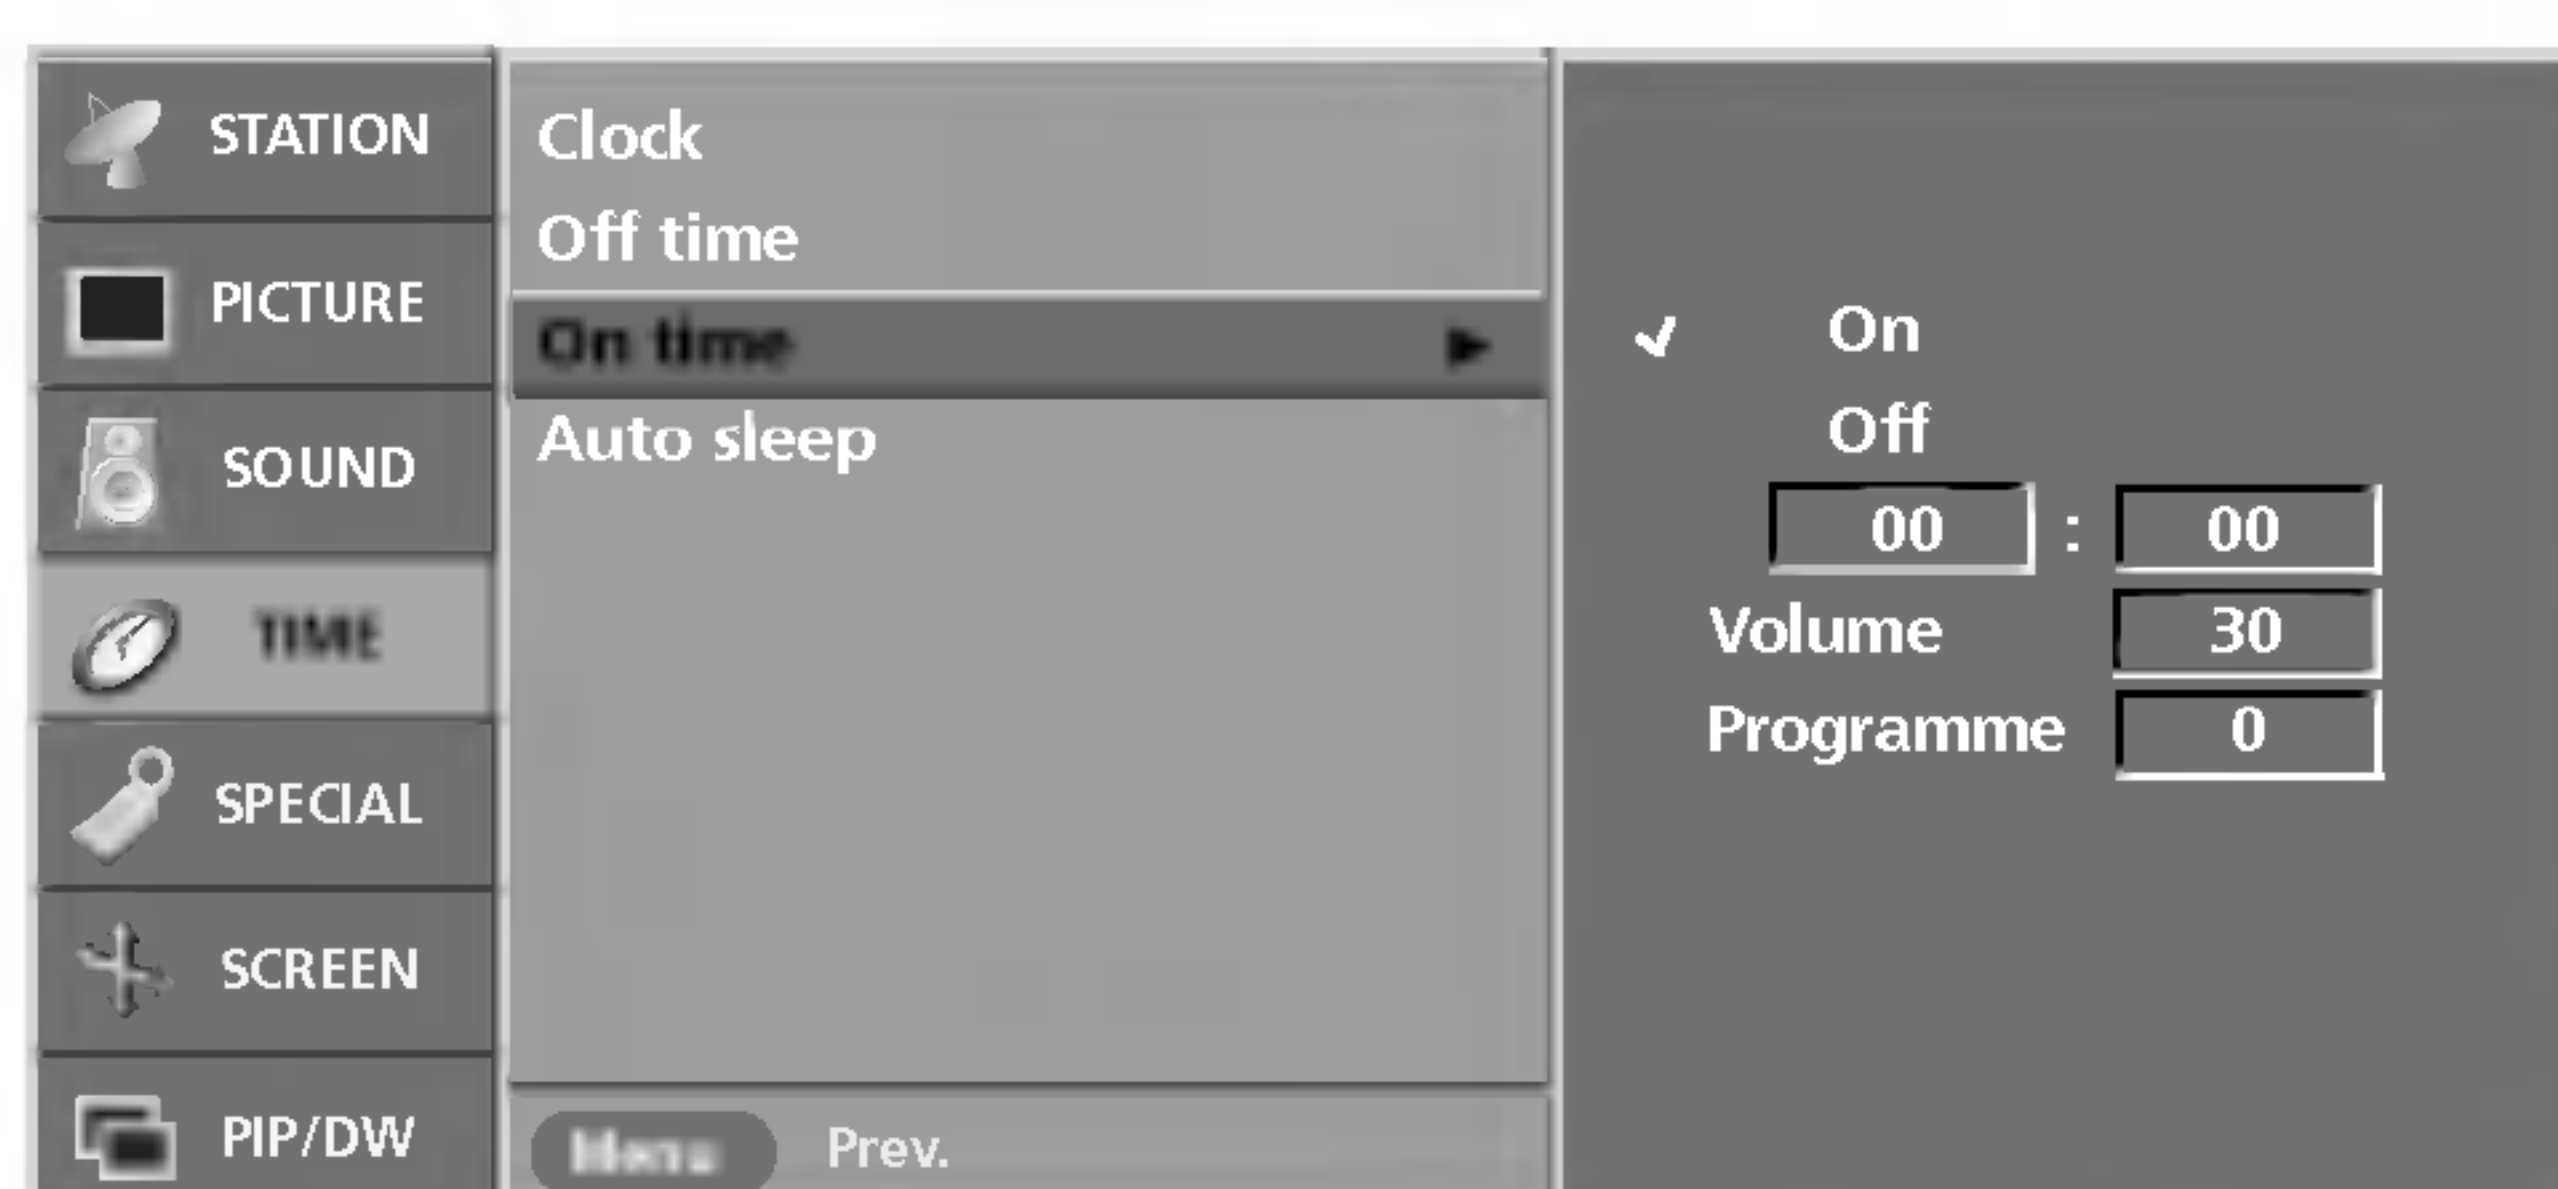 STATION
PICTURE
SOUND
TIME
SPECIAL
SCREEN
PIP/DW
Clock
Off time
On time
Auto sleep
Menu Prev.
On
Off
00 : 00
Volume 30
Programme 0